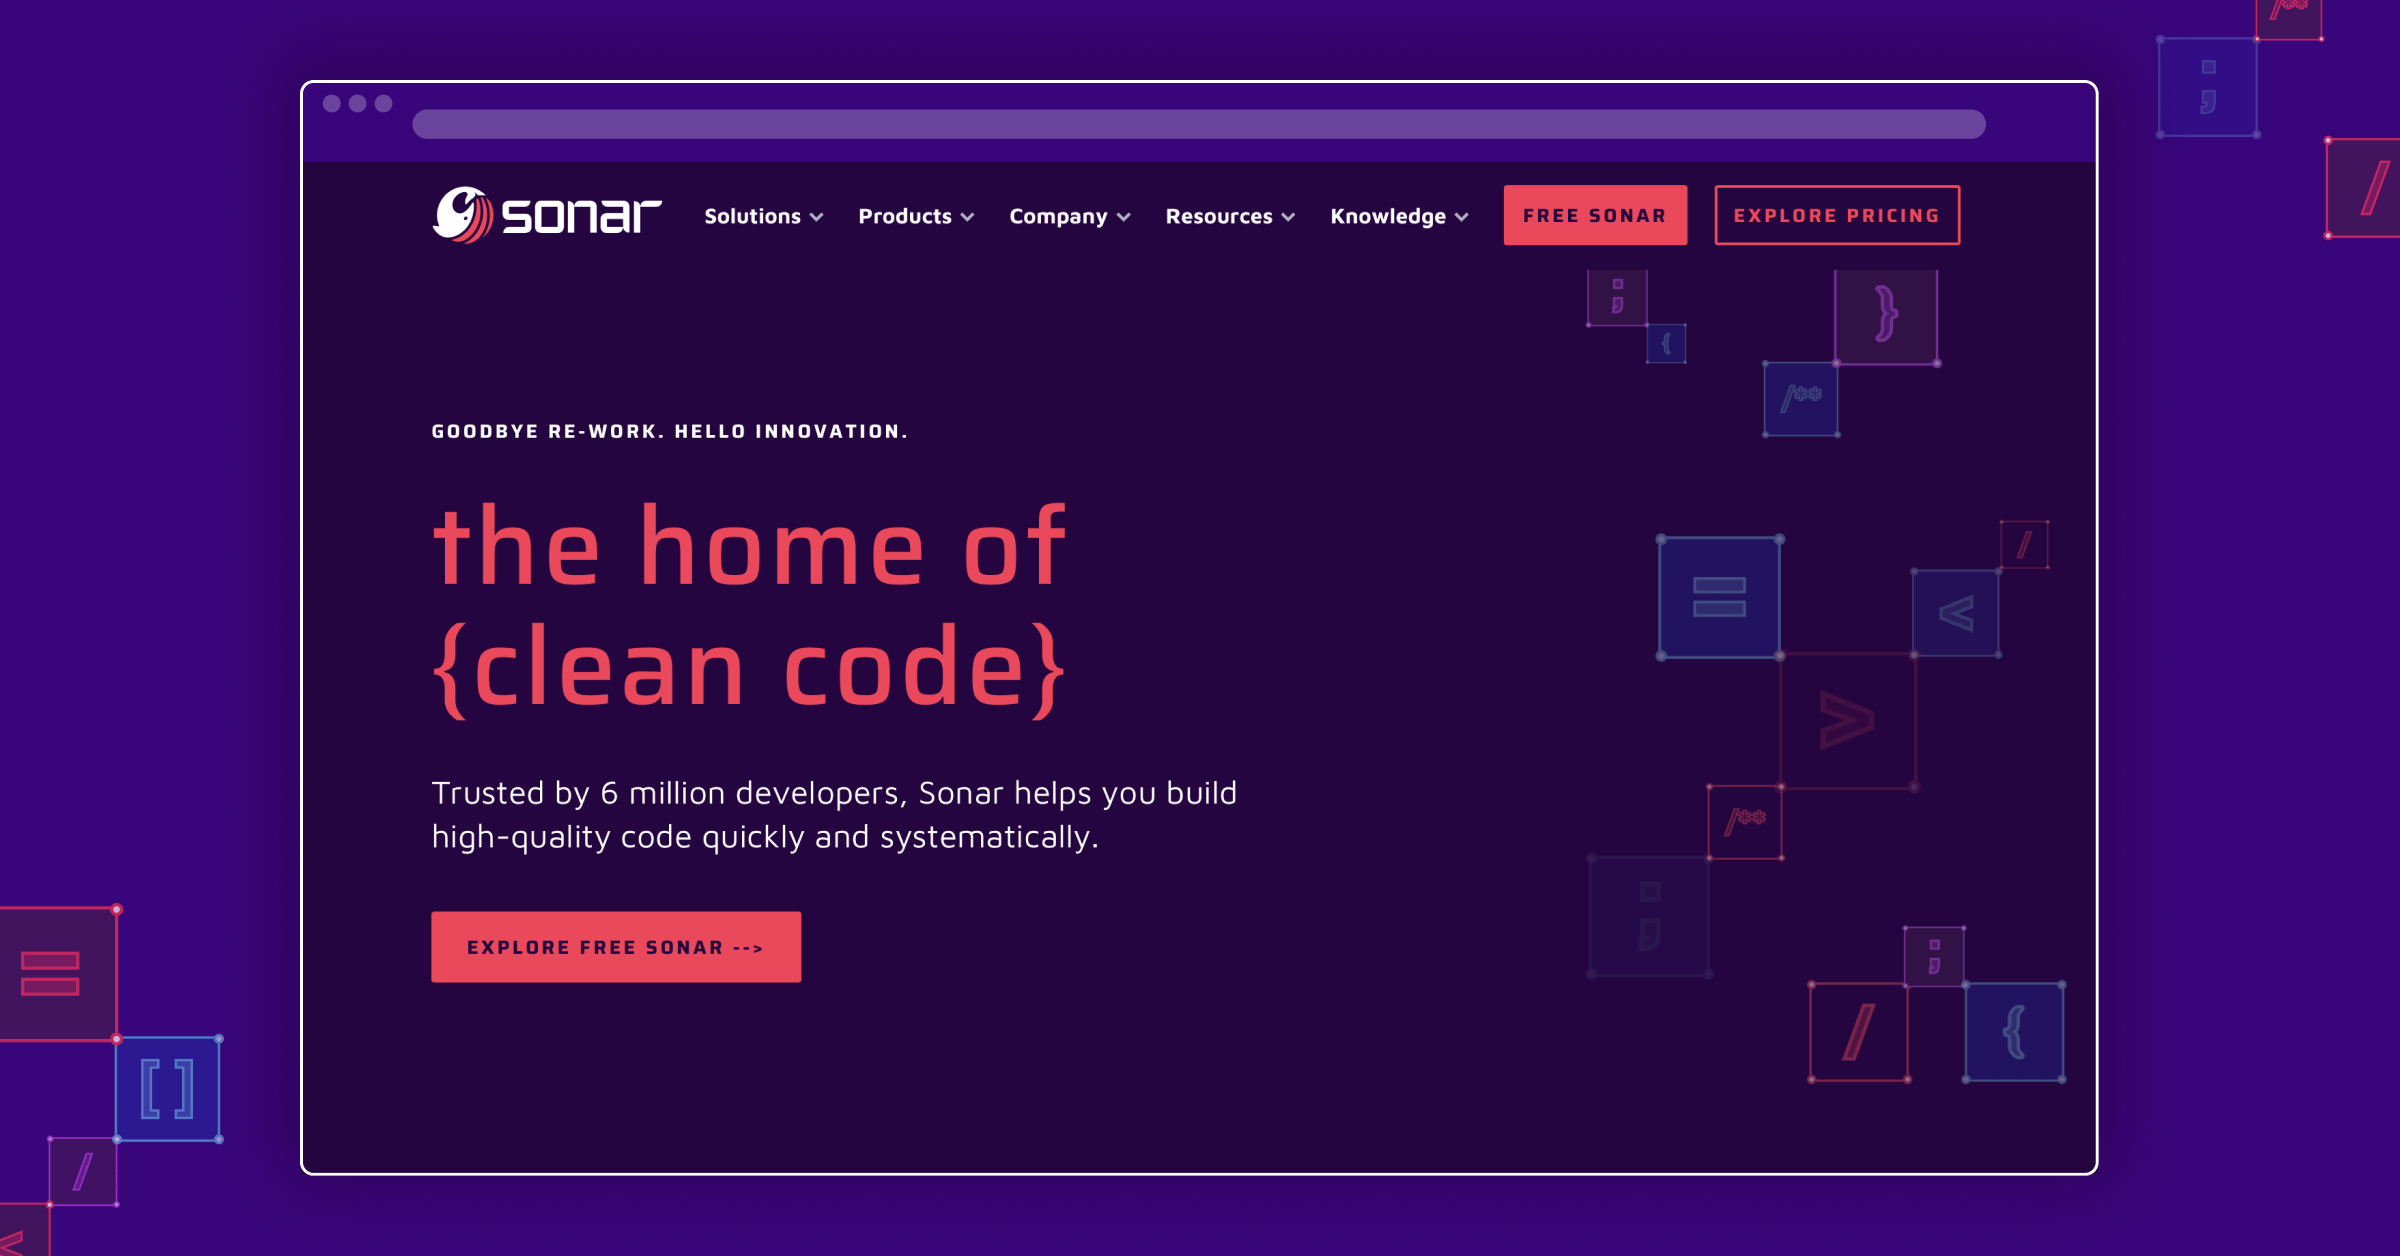 sonar Solutions Products Company Resources Knowledge FREE SONAR EXPLORE PRICING
/**
;
/
;
{
}
/**
GOODBYE RE-WORK. HELLO INNOVATION.
the home of
{clean code}
Trusted by 6 million developers, Sonar helps you build
high-quality code quickly and systematically.
EXPLORE FREE SONAR -->
=
<
/
>
/**
;
;
/
{
=
[ ]
/
<